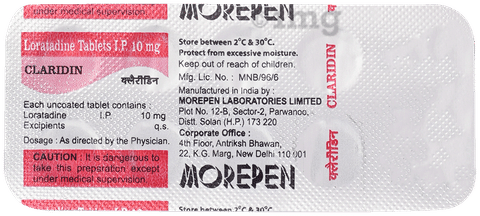 under medical supervision.
Loratadine Tablets I.P. 10 mg
CLARIDIN
क्लैरीडिन
Each uncoated tablet contains :
Loratadine I.P. 10 mg
Excipients q.s.
Dosage : As directed by the Physician.
CAUTION : It is dangerous to
take this preparation except
under medical supervision.
MOREPEN
Store between 2°C & 30°C.
Protect from excessive moisture.
Keep out of reach of children.
Mfg. Lic. No. : MNB/96/6
Manufactured in India by :
MOREPEN LABORATORIES LIMITED
Plot No. 12-B, Sector-2, Parwanoo,
Distt. Solan (H.P.) 173 220
Corporate Office :
4th Floor, Antriksh Bhawan,
22, K.G. Marg, New Delhi 110 001
MOREPEN
Store between 2°C & 30°C.
CLARIDIN
क्लैरीडिन